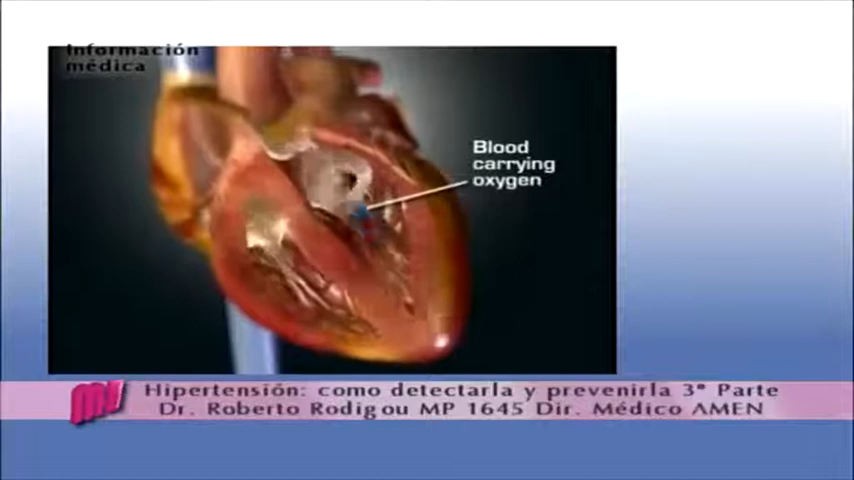 Información
médica
Blood
carrying
oxygen
Hipertensión: como detectarla y prevenirla 3° Parte
Dr. Roberto Rodigou MP 1645 Dir. Médico AMEN